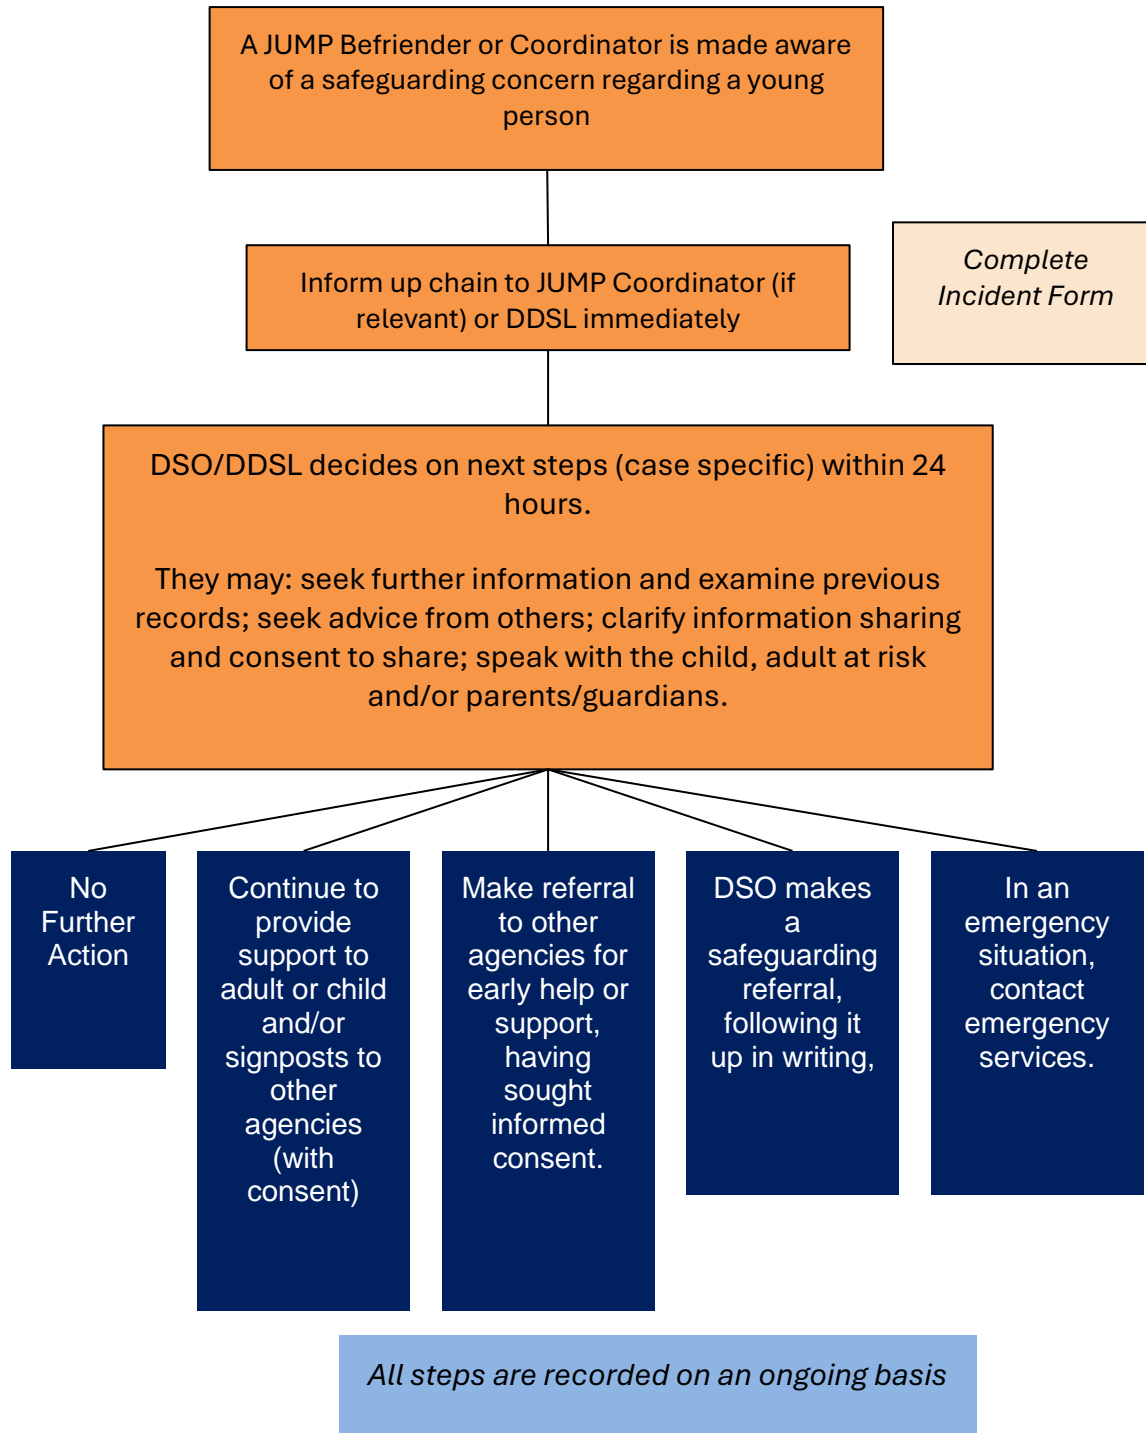 A JUMP Befriender or Coordinator is made aware
of a safeguarding concern regarding a young
person
Inform up chain to JUMP Coordinator (if
relevant) or DDSL immediately
Complete
Incident Form
DSO/DDSL decides on next steps (case specific) within 24
hours.
They may: seek further information and examine previous
records; seek advice from others; clarify information sharing
and consent to share; speak with the child, adult at risk
and/or parents/guardians.
No
Further
Action
Continue to
provide
support to
adult or child
and/or
signposts to
other
agencies
(with
consent)
Make referral
to other
agencies for
early help or
support,
having
sought
informed
consent.
DSO makes
a
safeguarding
referral,
following it
up in writing,
In an
emergency
situation,
contact
emergency
services.
All steps are recorded on an ongoing basis